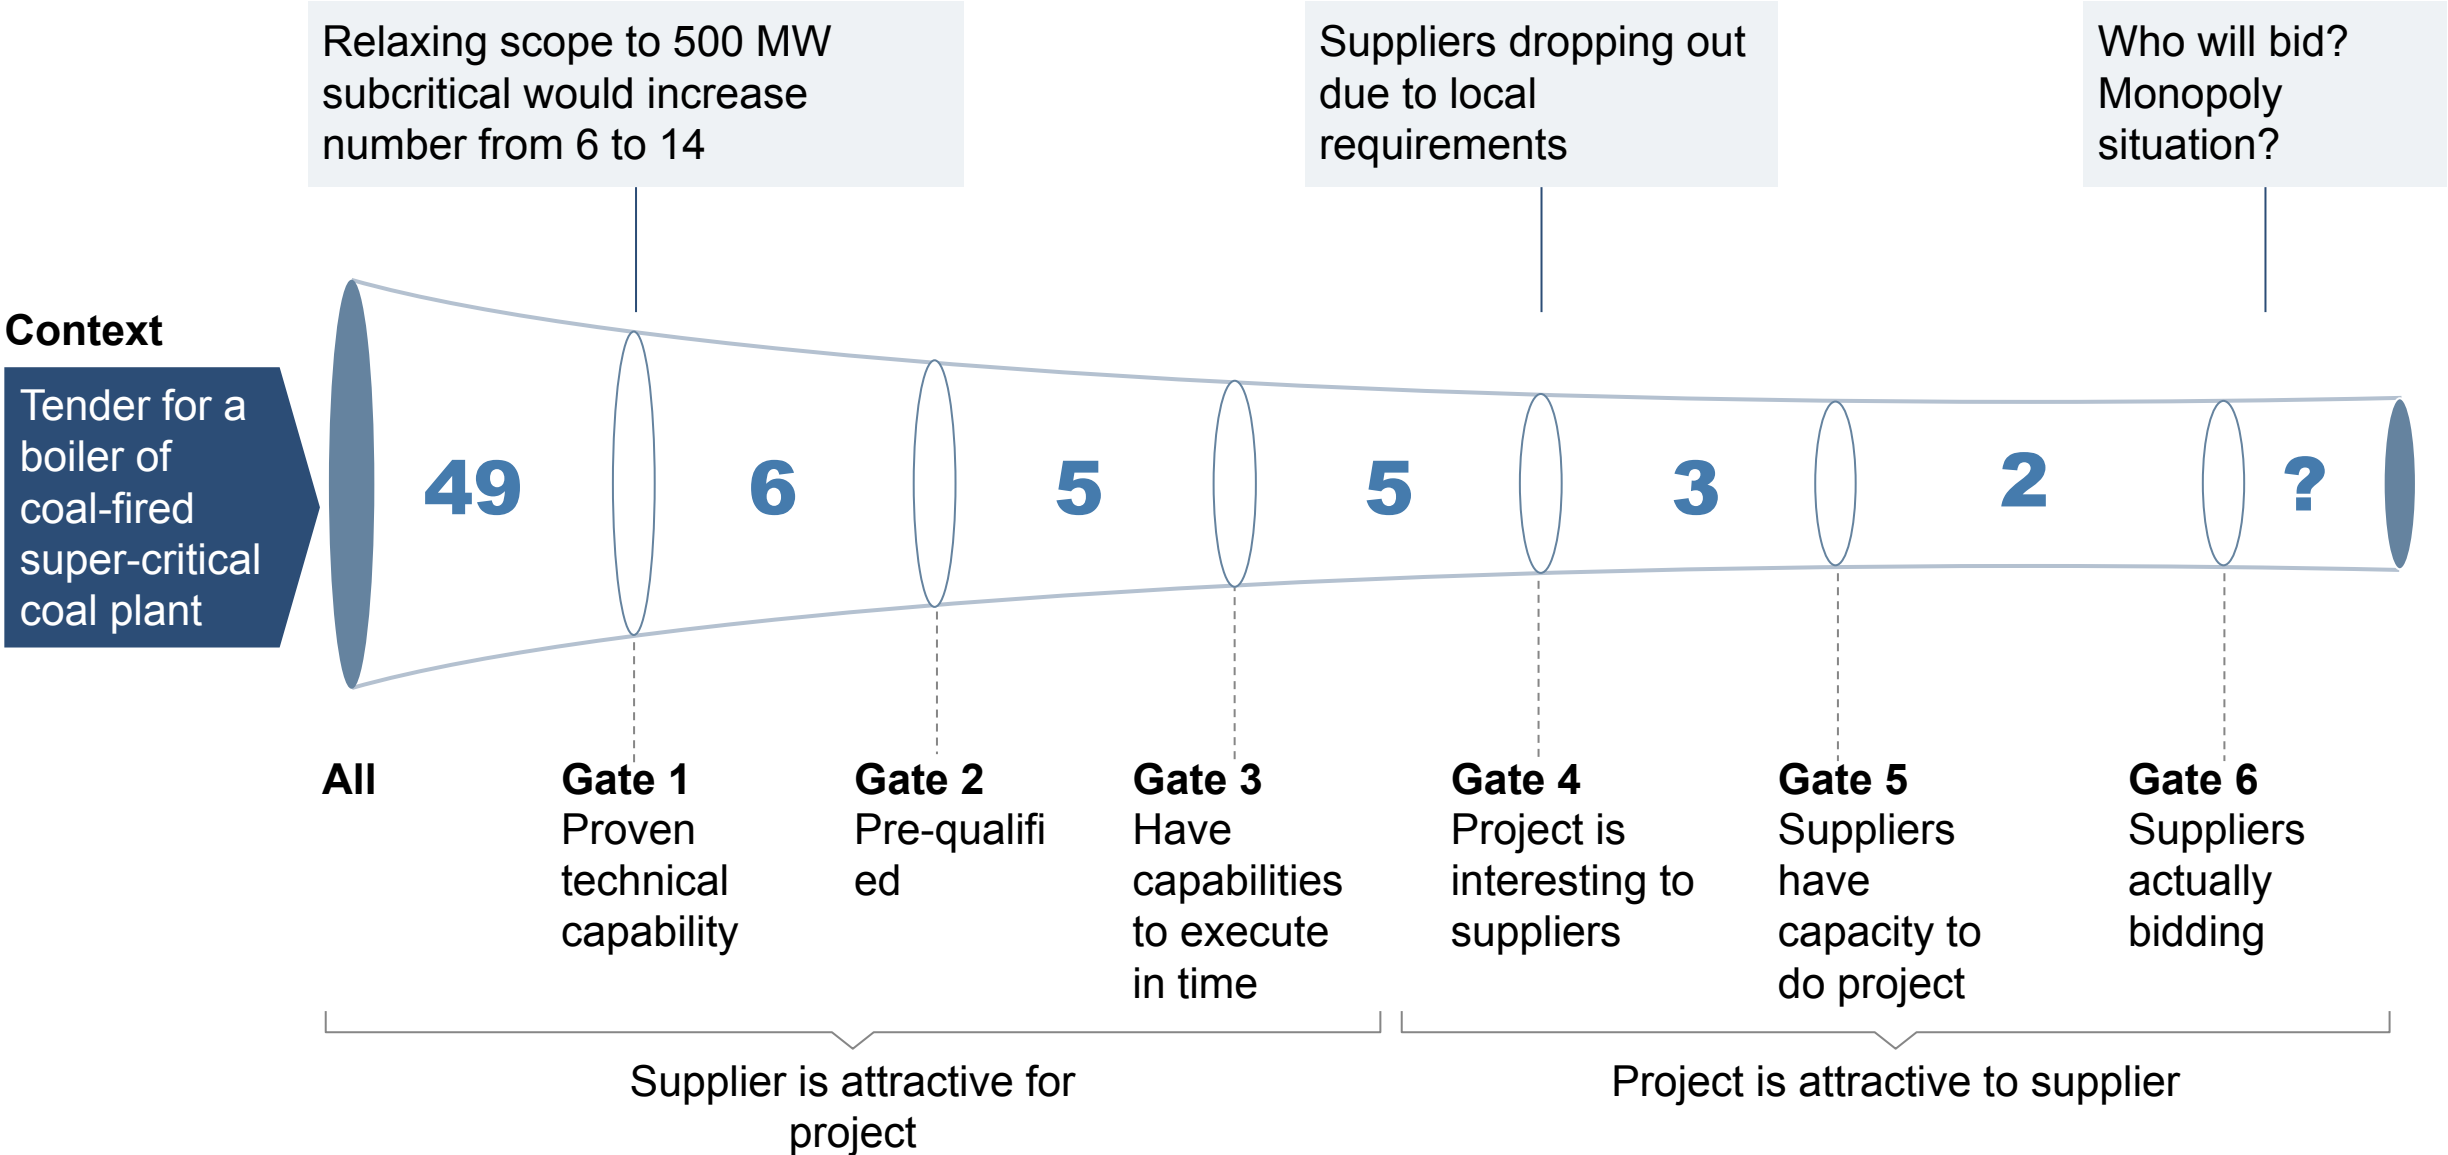 Relaxing scope to 500 MW
subcritical would increase
number from 6 to 14
Suppliers dropping out
due to local
requirements
Who will bid?
Monopoly
situation?
Context
Tender for a
boiler of
coal-fired
super-critical
coal plant
49
6
5
5
3
2
?
All
Gate 1
Proven
technical
capability
Gate 2
Pre-qualifi
ed
Gate 3
Have
capabilities
to execute
in time
Gate 4
Project is
interesting to
suppliers
Gate 5
Suppliers
have
capacity to
do project
Gate 6
Suppliers
actually
bidding
Supplier is attractive for
project
Project is attractive to supplier